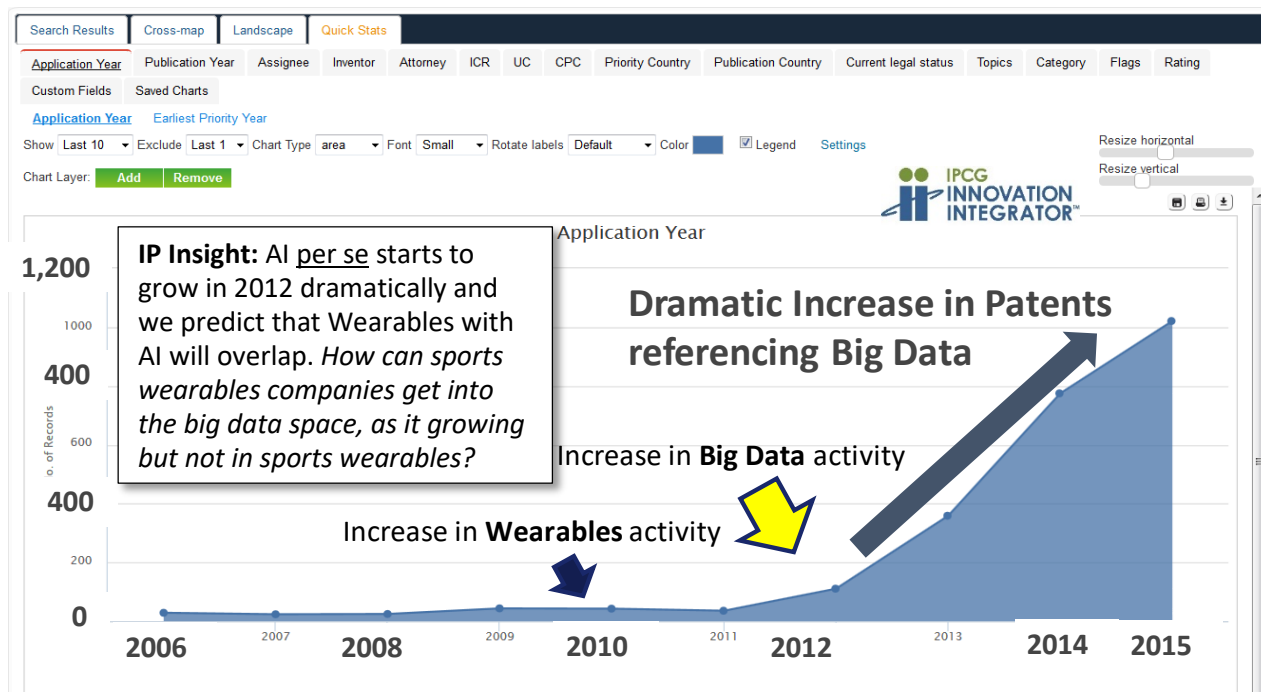 Search Results Cross-map Landscape Quick Stats
Application Year Publication Year Assignee Inventor Attorney ICR UC CPC Priority Country Publication Country Current legal status Topics Category Flags Rating
Custom Fields Saved Charts
Application Year Earliest Priority Year
Show Last 10 Exclude Last 1 Chart Type area Font Small Rotate labels Default Color Legend Settings
Resize horizontal
Resize vertical
Chart Layer: Add Remove
IPCG
INNOVATION
INTEGRATOR™
Application Year
IP Insight: AI per se starts to
grow in 2012 dramatically and
we predict that Wearables with
AI will overlap. How can sports
wearables companies get into
the big data space, as it growing
but not in sports wearables?
Dramatic Increase in Patents
referencing Big Data
Increase in Big Data activity
Increase in Wearables activity
1,200
1000
400
600
400
200
0
o. of Records
2006 2007 2008 2009 2010 2011 2012 2013 2014 2015